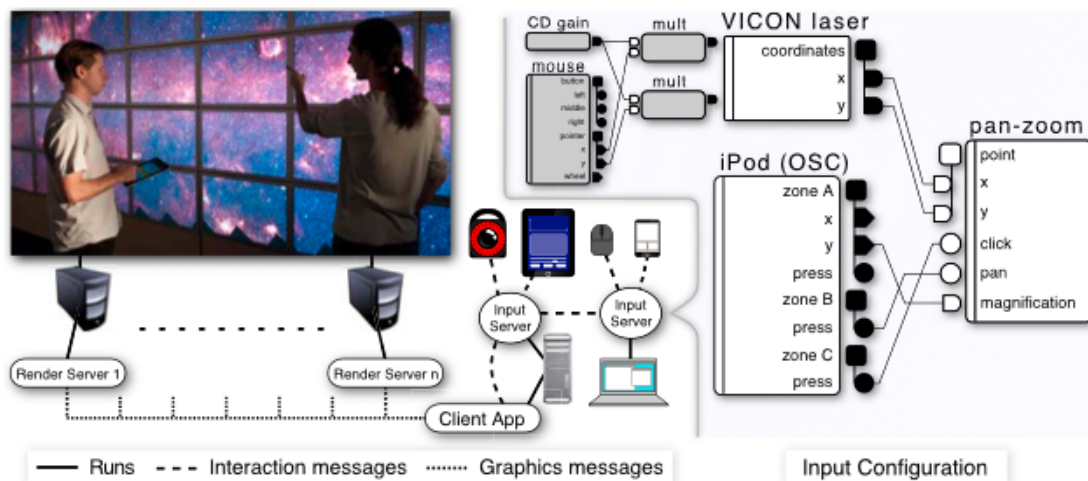 CD gain
mult
VICON laser
coordinates
x
y
mouse
button
left
middle
right
pointer
x
y
wheel
mult
pan-zoom
point
x
y
click
pan
magnification
iPod (OSC)
zone A
x
y
press
zone B
press
zone C
press
Input
Server
Input
Server
Render Server 1
Render Server n
Client App
Runs
Interaction messages
Graphics messages
Input Configuration